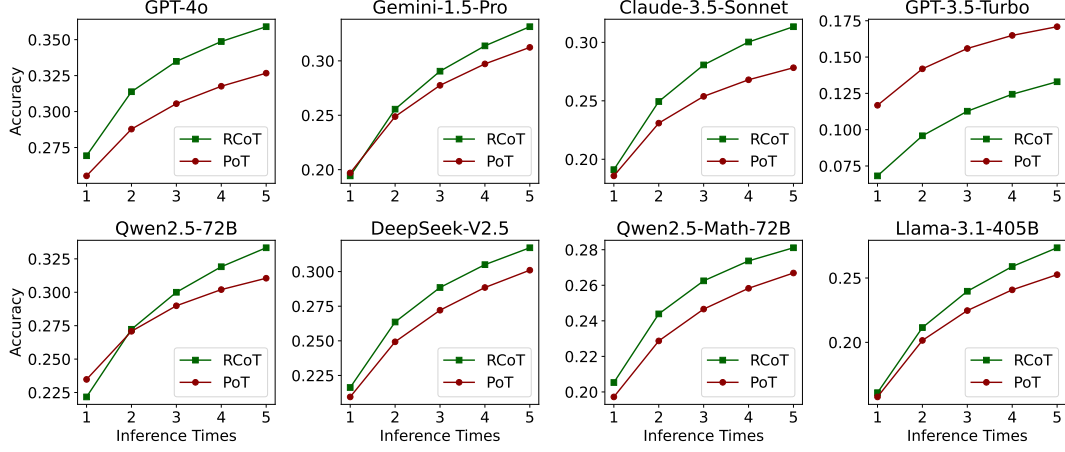 GPT-4o
Accuracy
0.350
0.325
0.300
0.275
1 2 3 4 5
RCoT
PoT
Gemini-1.5-Pro
0.30
0.25
0.20
1 2 3 4 5
RCoT
PoT
Claude-3.5-Sonnet
0.30
0.25
0.20
1 2 3 4 5
RCoT
PoT
GPT-3.5-Turbo
0.175
0.150
0.125
0.100
0.075
1 2 3 4 5
RCoT
PoT
Qwen2.5-72B
Accuracy
0.325
0.300
0.275
0.250
0.225
1 2 3 4 5
Inference Times
RCoT
PoT
DeepSeek-V2.5
0.300
0.275
0.250
0.225
1 2 3 4 5
Inference Times
RCoT
PoT
Qwen2.5-Math-72B
0.28
0.26
0.24
0.22
0.20
1 2 3 4 5
Inference Times
RCoT
PoT
Llama-3.1-405B
0.25
0.20
1 2 3 4 5
Inference Times
RCoT
PoT